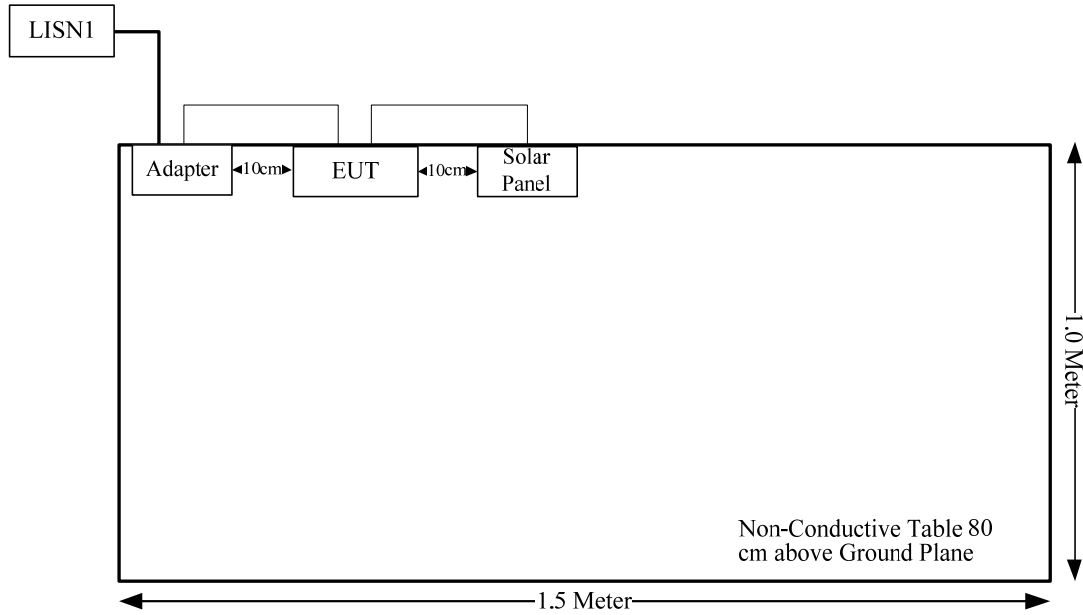 LISN1
Adapter
10cm
EUT
10cm
Solar
Panel
1.0 Meter
Non-Conductive Table 80
cm above Ground Plane
1.5 Meter